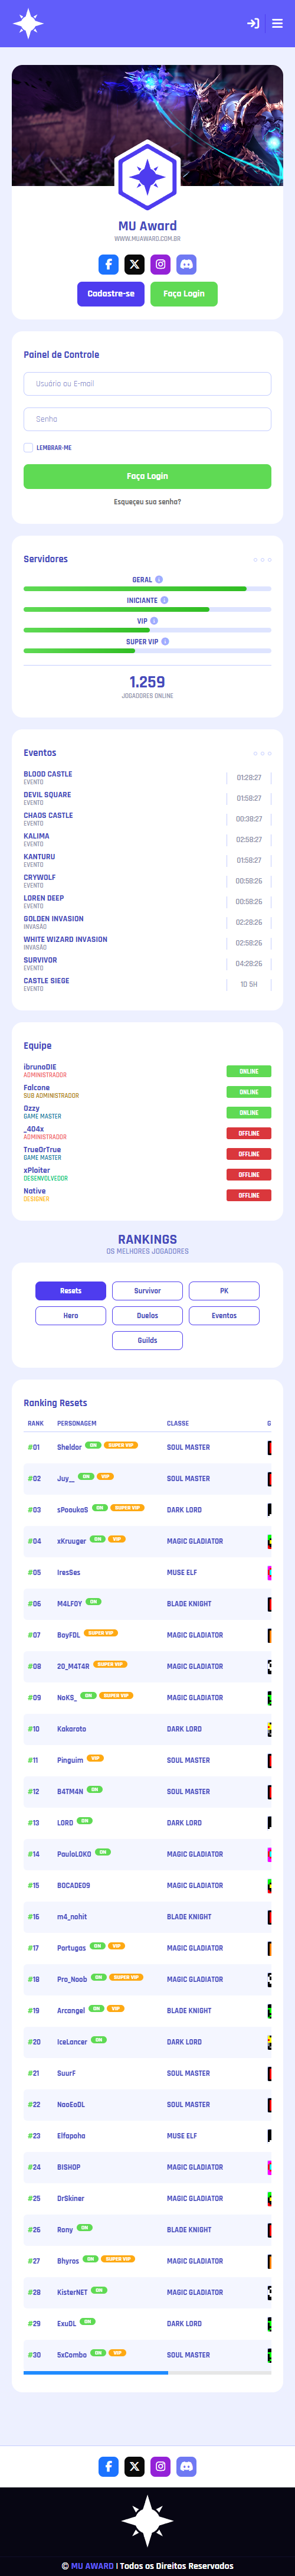 MU Award
WWW.MUAWARD.COM.BR
Cadastre-se
Faça Login
Painel de Controle
Usuário ou E-mail
Senha
LEMBRAR-ME
Faça Login
Esqueçeu sua senha?
Servidores
GERAL
INICIANTE
VIP
SUPER VIP
1.259
JOGADORES ONLINE
Eventos
BLOOD CASTLE
EVENTO
01:28:27
DEVIL SQUARE
EVENTO
01:58:27
CHAOS CASTLE
EVENTO
00:38:27
KALIMA
EVENTO
02:58:27
KANTURU
EVENTO
01:58:27
CRYWOLF
EVENTO
00:58:26
LOREN DEEP
EVENTO
00:58:26
GOLDEN INVASION
INVASÃO
02:28:26
WHITE WIZARD INVASION
INVASÃO
02:58:26
SURVIVOR
EVENTO
04:28:26
CASTLE SIEGE
EVENTO
1D 5H
Equipe
ibrunoDIE
ADMINISTRADOR
ONLINE
Falcone
SUB ADMINISTRADOR
ONLINE
Ozzy
GAME MASTER
ONLINE
_404x
ADMINISTRADOR
OFFLINE
TrueOrTrue
GAME MASTER
OFFLINE
xPloiter
DESENVOLVEDOR
OFFLINE
Native
DESIGNER
OFFLINE
RANKINGS
OS MELHORES JOGADORES
Resets
Survivor
PK
Hero
Duelos
Eventos
Guilds
Ranking Resets
RANK PERSONAGEM CLASSE G
#01 Sheldor ON SUPER VIP SOUL MASTER
#02 Juy__ ON VIP SOUL MASTER
#03 sPooukaS ON SUPER VIP DARK LORD
#04 xKruuger ON VIP MAGIC GLADIATOR
#05 IresSes MUSE ELF
#06 M4LFOY ON BLADE KNIGHT
#07 BoyFDL SUPER VIP MAGIC GLADIATOR
#08 20_M4T4R SUPER VIP MAGIC GLADIATOR
#09 NoKS_ ON SUPER VIP MAGIC GLADIATOR
#10 Kakaroto DARK LORD
#11 Pinguim VIP SOUL MASTER
#12 B4TM4N ON SOUL MASTER
#13 LORD ON DARK LORD
#14 PauloLOKO ON MAGIC GLADIATOR
#15 BOCADE09 MAGIC GLADIATOR
#16 m4_nohit BLADE KNIGHT
#17 Portugas ON VIP MAGIC GLADIATOR
#18 Pro_Noob ON SUPER VIP MAGIC GLADIATOR
#19 Arcangel ON VIP BLADE KNIGHT
#20 IceLancer ON DARK LORD
#21 SuurF SOUL MASTER
#22 NaoEoDL SOUL MASTER
#23 Elfapoha MUSE ELF
#24 BISHOP MAGIC GLADIATOR
#25 DrSkiner MAGIC GLADIATOR
#26 Rony ON BLADE KNIGHT
#27 Bhyros ON SUPER VIP MAGIC GLADIATOR
#28 KisterNET ON MAGIC GLADIATOR
#29 ExuDL ON DARK LORD
#30 5xCombo ON VIP SOUL MASTER
© MU AWARD | Todos os Direitos Reservados